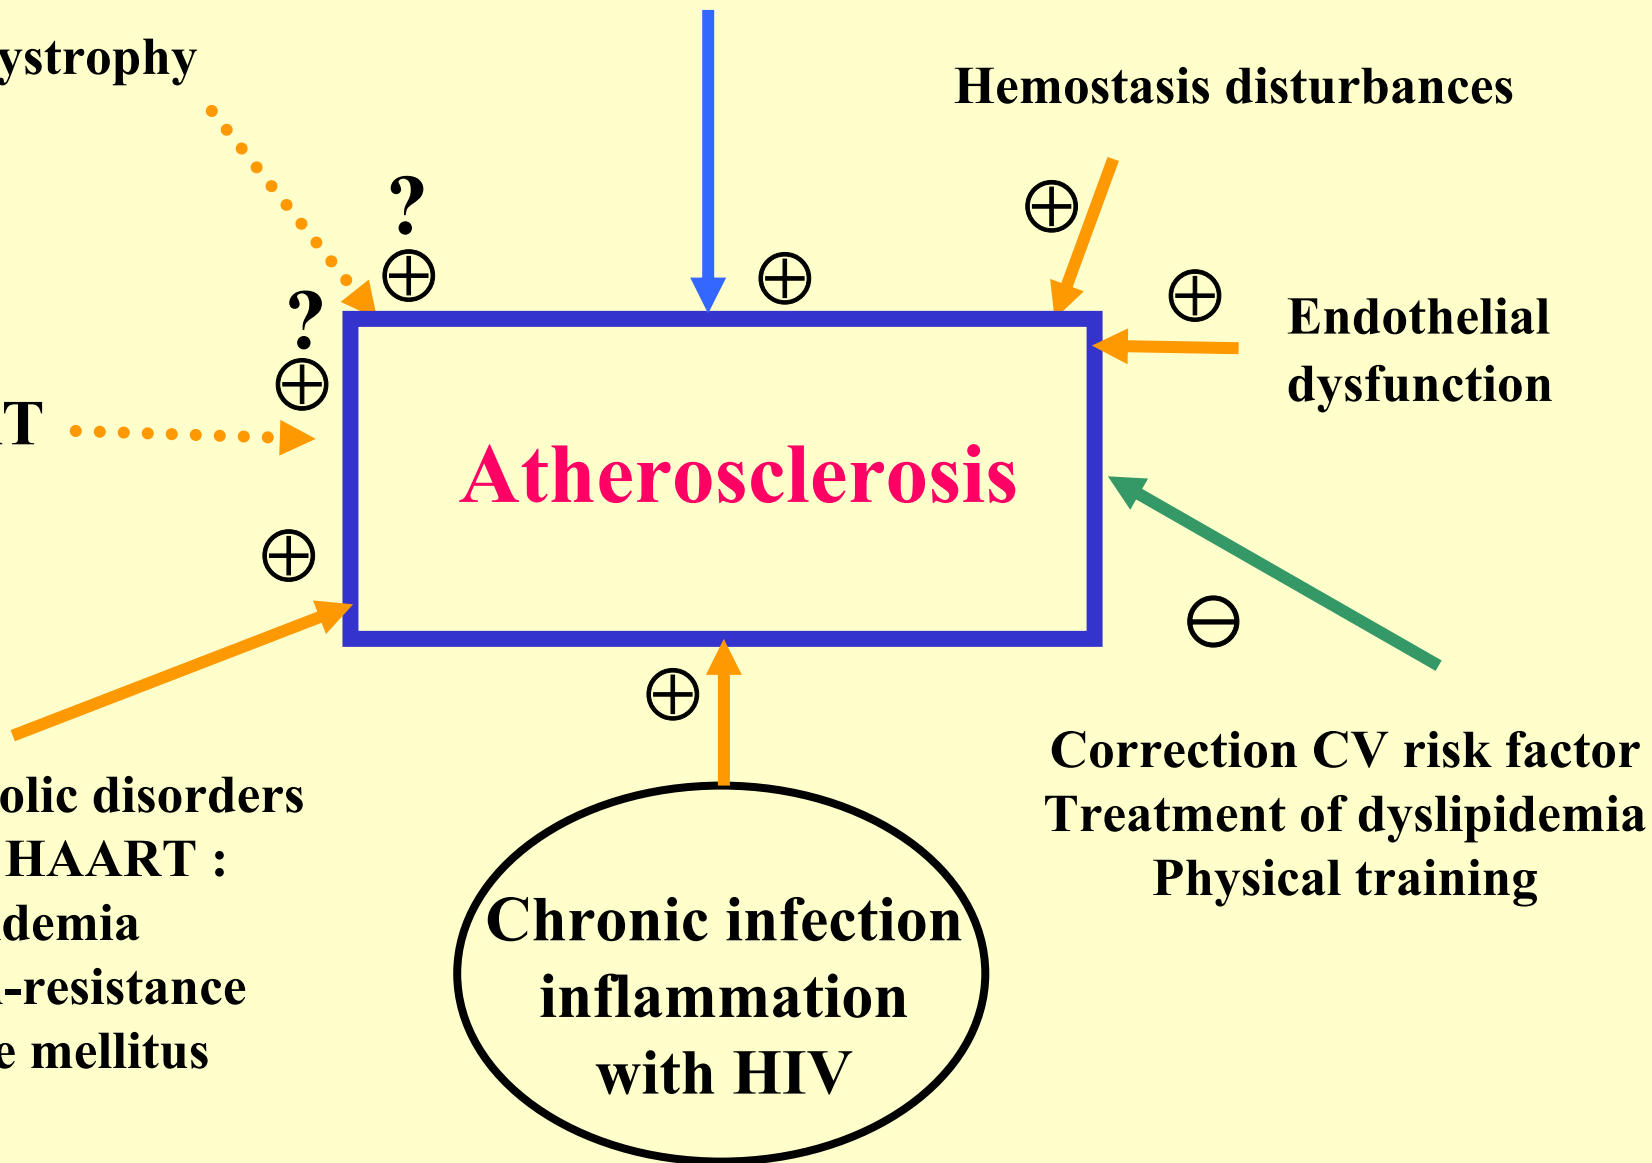 ystrophy
Hemostasis disturbances
?
⊕
⊕
⊕
⊕
?
⊕
Endothelial
dysfunction
T
Atherosclerosis
⊕
⊖
⊕
Correction CV risk factor
Treatment of dyslipidemia
Physical training
olic disorders
HAART :
demia
-resistance
e mellitus
Chronic infection
inflammation
with HIV